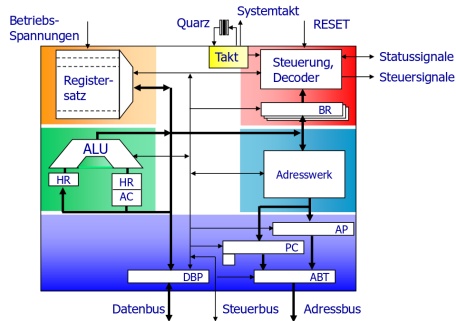 Betriebs-
Spannungen
Quarz
Systemtakt
RESET
Takt
Register-
satz
Steuerung,
Decoder
Statussignale
Steuersignale
BR
ALU
HR
HR
AC
Adresswerk
AP
PC
DBP
ABT
Datenbus
Steuerbus
Adressbus